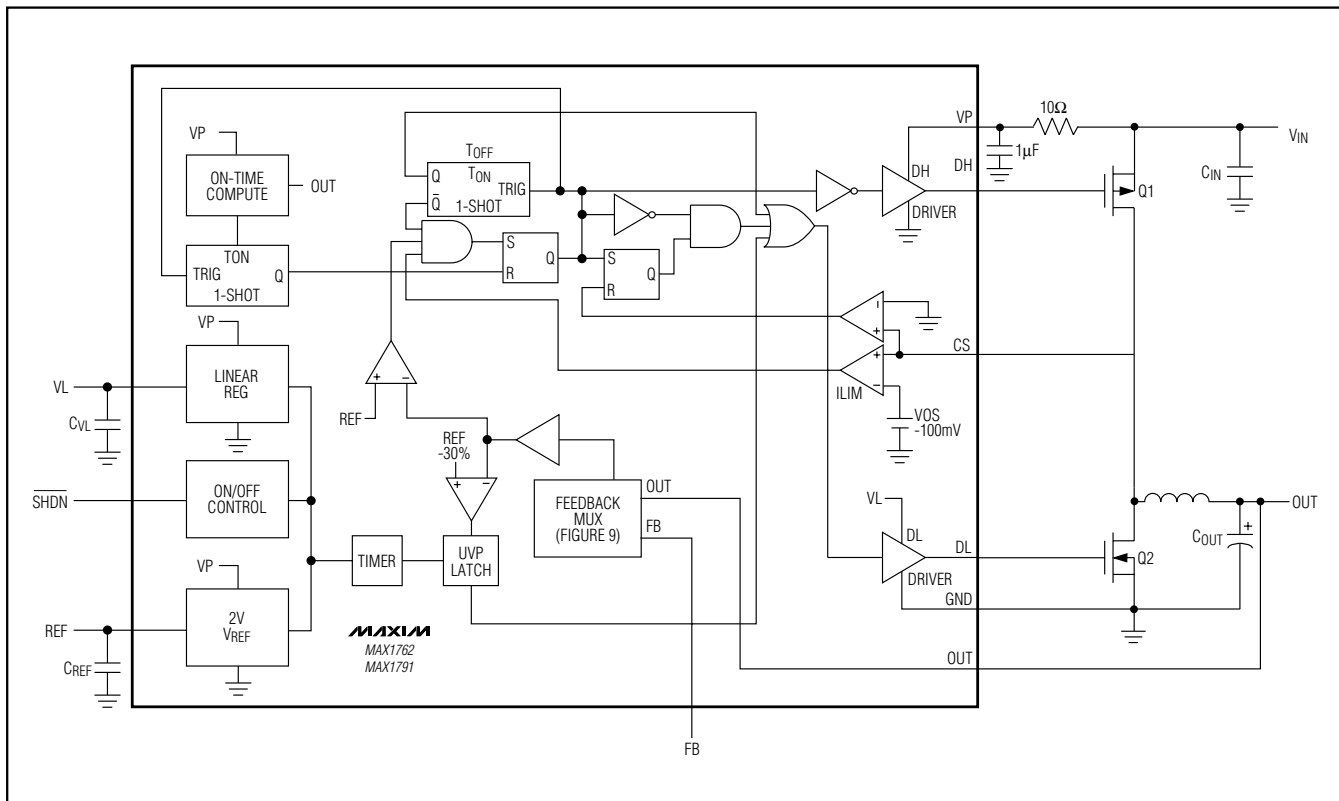 VP
ON-TIME
COMPUTE
OUT
TON
TRIG
Q
1-SHOT
TOFF
TON
Q
Q̄
TRIG
1-SHOT
S
R
Q
S
R
Q
DH
DRIVER
VP
DH
10Ω
1µF
VIN
CIN
Q1
VP
LINEAR
REG
VL
CVL
SHDN
ON/OFF
CONTROL
VP
2V
VREF
REF
CREF
+
–
REF
REF
-30%
+
–
TIMER
UVP
LATCH
FEEDBACK
MUX
(FIGURE 9)
OUT
FB
–
+
+
–
ILIM
CS
VOS
-100mV
VL
DL
DRIVER
DL
GND
OUT
Q2
COUT
+
OUT
MAXIM
MAX1762
MAX1791
FB